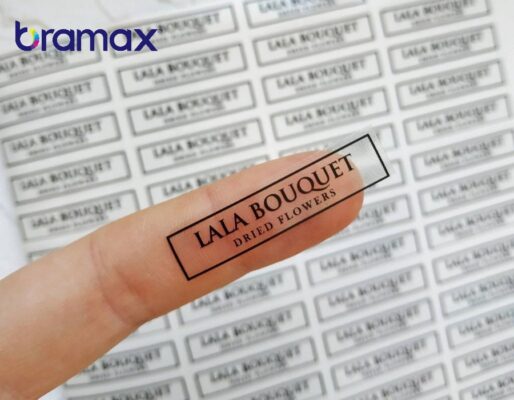 bramax
LALA BOUQUET
DRIED FLOWERS